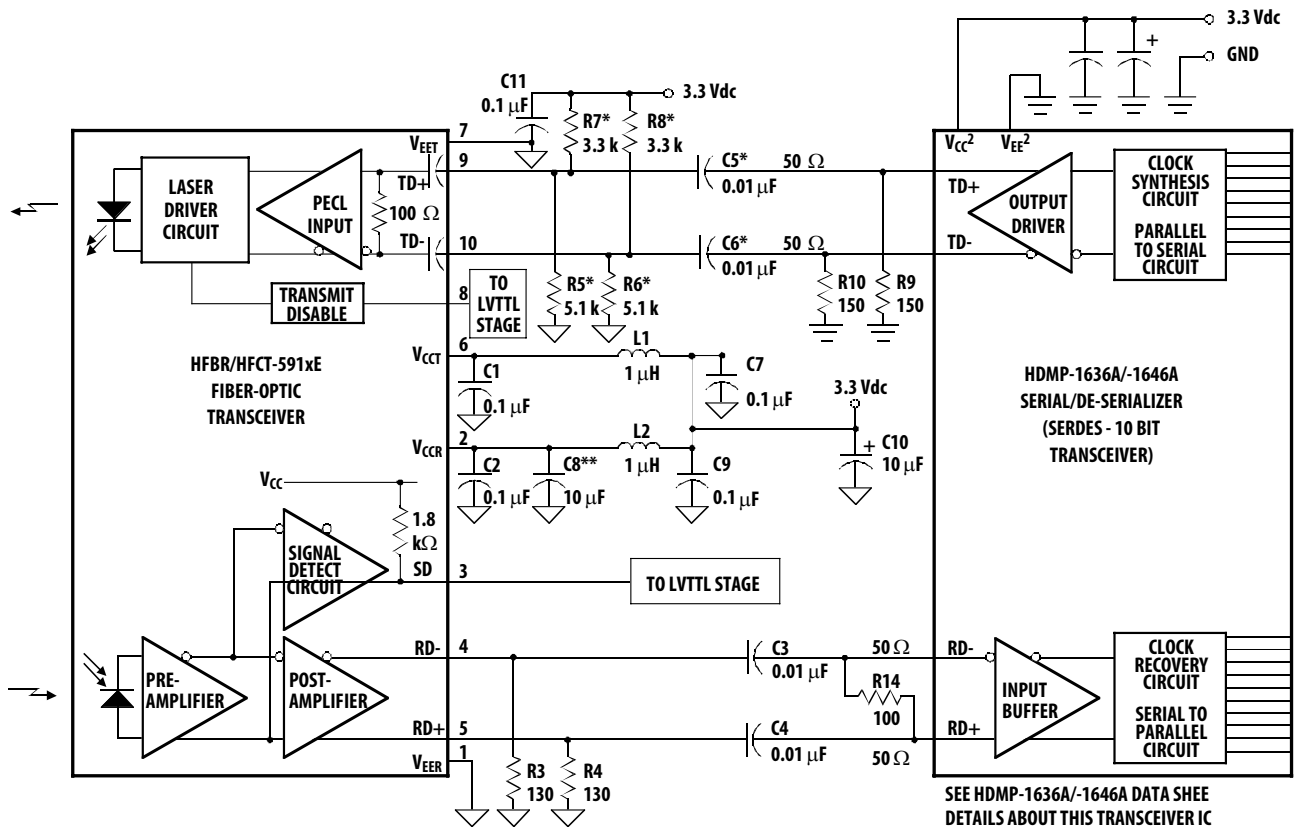 3.3 Vdc
GND
C11
0.1 µF
3.3 Vdc
R7*
3.3 k
R8*
3.3 k
7
VEET
9
TD+
LASER
DRIVER
CIRCUIT
PECL
INPUT
100 Ω
TD-
10
C5*
0.01 µF
50 Ω
C6*
0.01 µF
50 Ω
R5*
5.1 k
R6*
5.1 k
R10
150
R9
150
VCC2
VEE2
TD+
TD-
OUTPUT
DRIVER
CLOCK
SYNTHESIS
CIRCUIT
PARALLEL
TO SERIAL
CIRCUIT
TRANSMIT
DISABLE
8
TO
LVTTL
STAGE
HFBR/HFCT-591xE
FIBER-OPTIC
TRANSCEIVER
6
VCCT
C1
0.1 µF
L1
1 µH
C7
0.1 µF
3.3 Vdc
+
C10
10 µF
2
VCCR
C2
0.1 µF
C8**
10 µF
L2
1 µH
C9
0.1 µF
HDMP-1636A/-1646A
SERIAL/DE-SERIALIZER
(SERDES - 10 BIT
TRANSCEIVER)
VCC
1.8
kΩ
SIGNAL
DETECT
CIRCUIT
SD
3
TO LVTTL STAGE
PRE-
AMPLIFIER
POST-
AMPLIFIER
RD-
4
RD+
5
VEER
1
R3
130
R4
130
C3
0.01 µF
50 Ω
R14
100
C4
0.01 µF
50 Ω
RD-
RD+
INPUT
BUFFER
CLOCK
RECOVERY
CIRCUIT
SERIAL TO
PARALLEL
CIRCUIT
SEE HDMP-1636A/-1646A DATA SHEE
DETAILS ABOUT THIS TRANSCEIVER IC
+